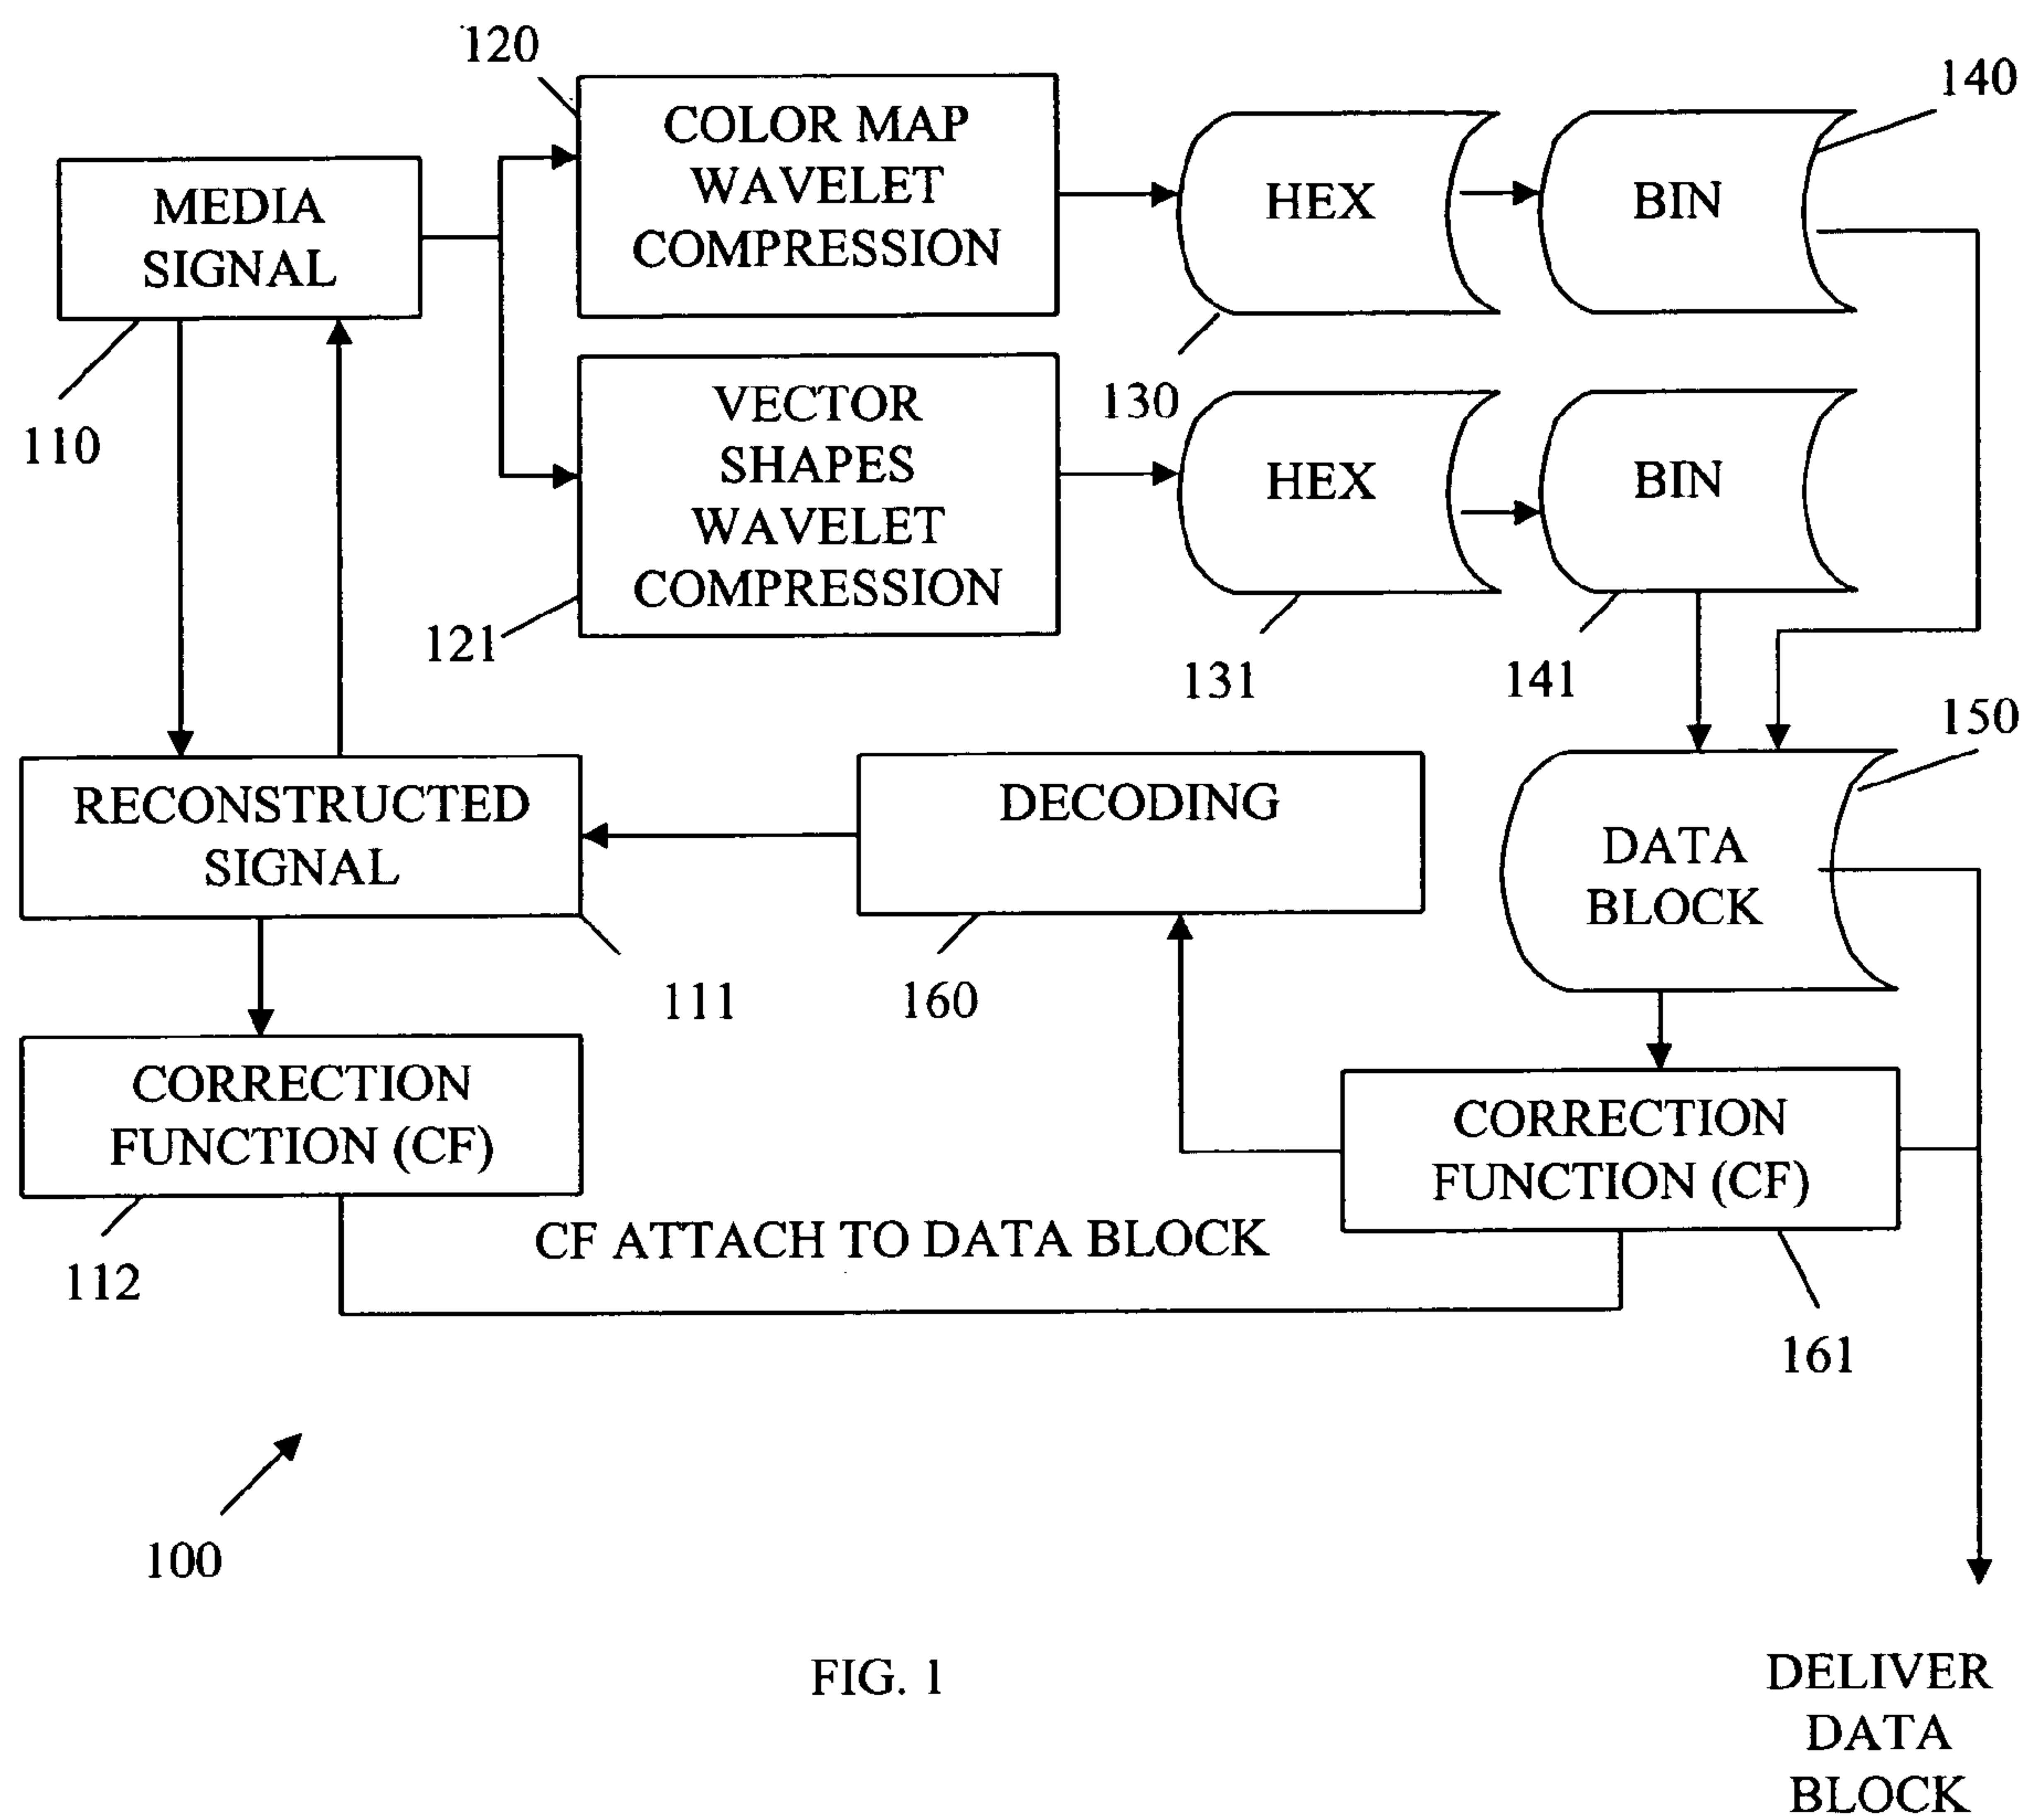 120
140
COLOR MAP
WAVELET
COMPRESSION
MEDIA
SIGNAL
HEX
BIN
130
110
VECTOR
SHAPES
WAVELET
COMPRESSION
HEX
BIN
121
131
141
150
RECONSTRUCTED
SIGNAL
DECODING
DATA
BLOCK
111
160
CORRECTION
FUNCTION (CF)
CORRECTION
FUNCTION (CF)
112
CF ATTACH TO DATA BLOCK
161
100
FIG. 1
DELIVER
DATA
BLOCK